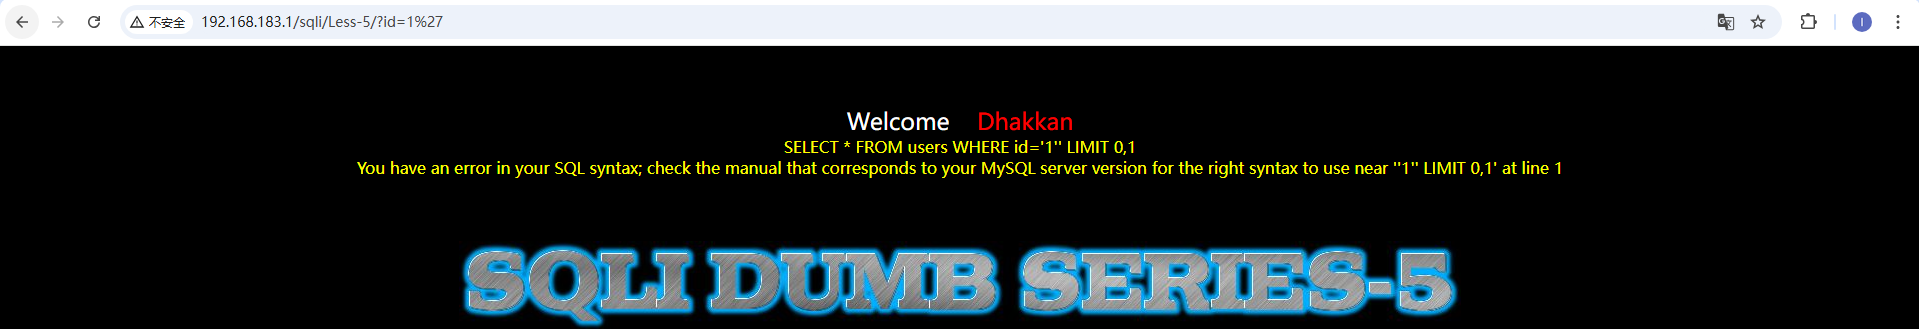 不安全 192.168.183.1/sqli/Less-5/?id=1%27
I
Welcome Dhakkan
SELECT * FROM users WHERE id='1'' LIMIT 0,1
You have an error in your SQL syntax; check the manual that corresponds to your MySQL server version for the right syntax to use near ''1'' LIMIT 0,1' at line 1
SQLI DUMB SERIES-5